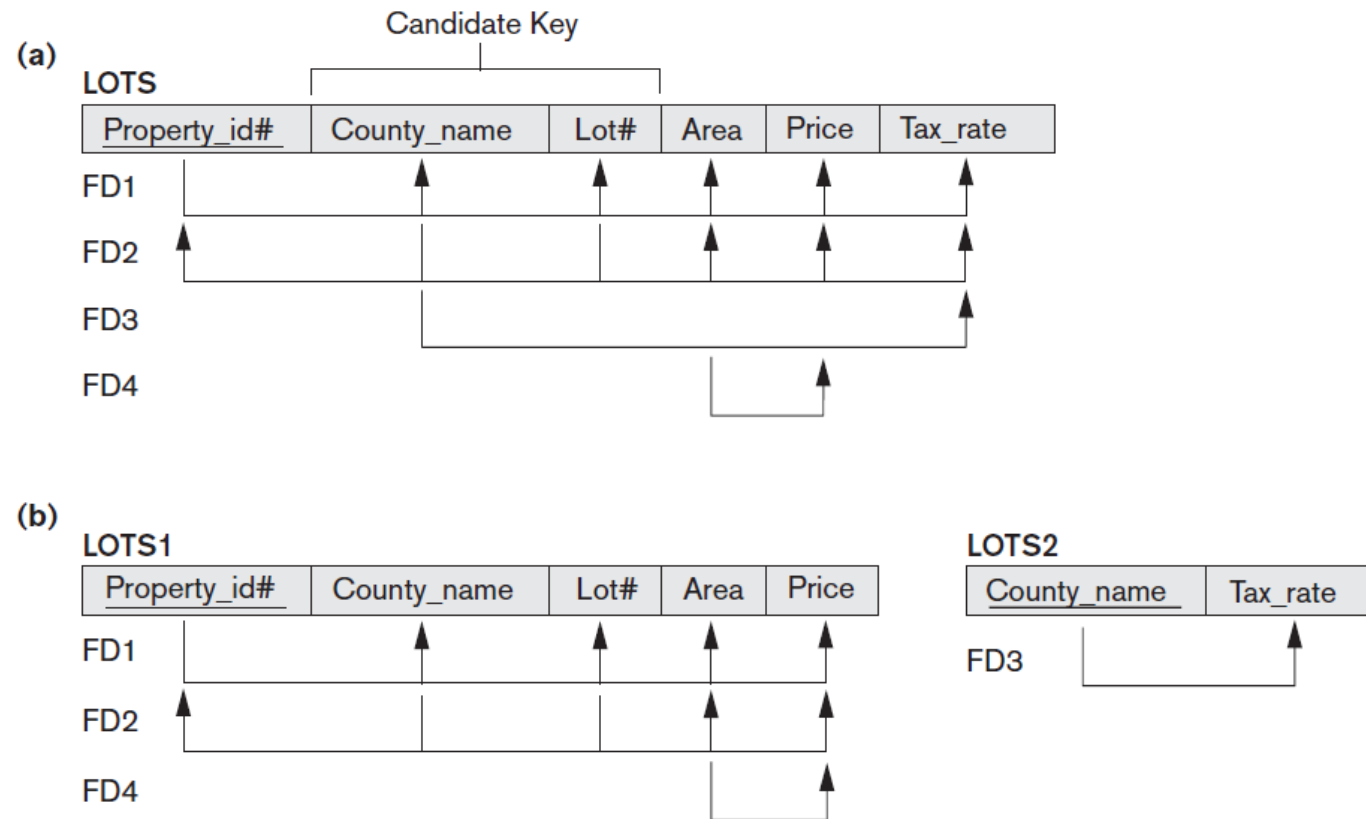 Candidate Key
(a)
LOTS
Property_id# County_name Lot# Area Price Tax_rate
FD1
FD2
FD3
FD4
(b)
LOTS1 LOTS2
Property_id# County_name Lot# Area Price County_name Tax_rate
FD1
FD3
FD2
FD4